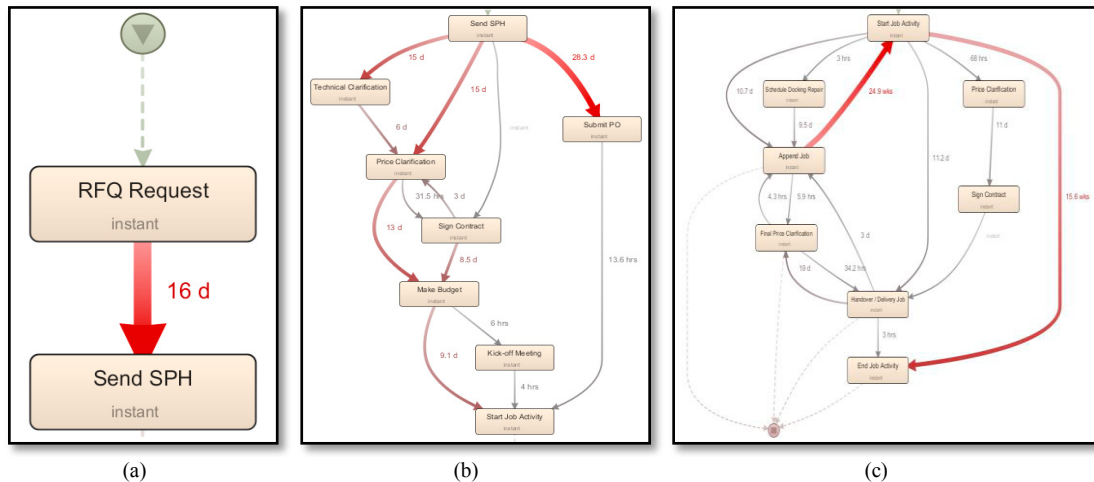 RFQ Request
instant
16 d
Send SPH
instant
(a)
Send SPH
instant
15 d
28.3 d
Technical Clarification
instant
15 d
Submit PO
instant
instant
6 d
Price Clarification
instant
31.5 hrs
3 d
Sign Contract
instant
13 d
8.5 d
13.6 hrs
Make Budget
instant
6 hrs
9.1 d
Kick-off Meeting
instant
4 hrs
Start Job Activity
instant
(b)
Start Job Activity
instant
3 hrs
68 hrs
10.7 d
Schedule Docking Repair
instant
24.9 wks
Price Clarification
instant
9.5 d
11 d
Append Job
instant
11.2 d
4.3 hrs
5.9 hrs
Sign Contract
instant
15.6 wks
Final Price Clarification
instant
3 d
instant
19 d
34.2 hrs
Handover / Delivery Job
instant
3 hrs
End Job Activity
instant
(c)